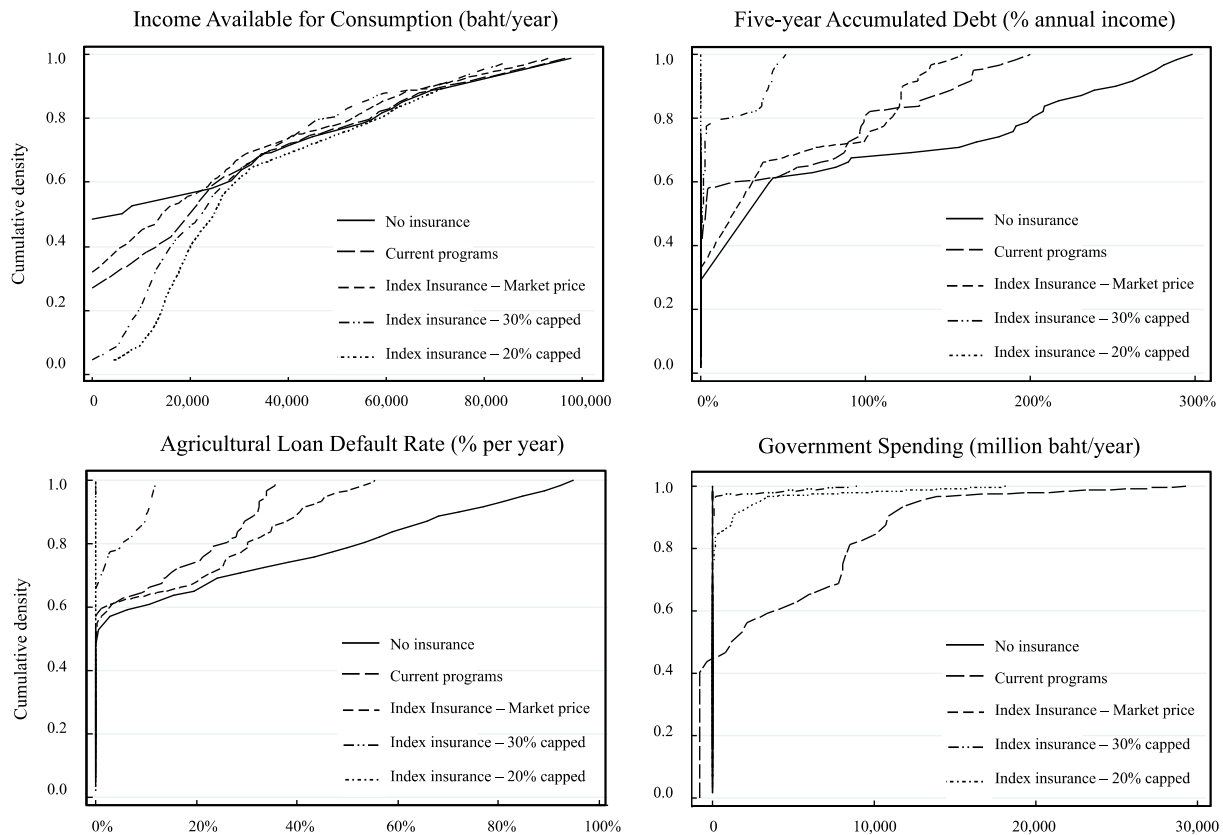 Income Available for Consumption (baht/year)
Cumulative density
1.0
0.8
0.6
0.4
0.2
0.0
No insurance
Current programs
Index Insurance – Market price
Index insurance – 30% capped
Index insurance – 20% capped
0 20,000 40,000 60,000 80,000 100,000
Five-year Accumulated Debt (% annual income)
1.0
0.8
0.6
0.4
0.2
0.0
No insurance
Current programs
Index Insurance – Market price
Index insurance – 30% capped
Index insurance – 20% capped
0% 100% 200% 300%
Agricultural Loan Default Rate (% per year)
Cumulative density
1.0
0.8
0.6
0.4
0.2
0.0
No insurance
Current programs
Index Insurance – Market price
Index insurance – 30% capped
Index insurance – 20% capped
0% 20% 40% 60% 80% 100%
Government Spending (million baht/year)
1.0
0.8
0.6
0.4
0.2
0.0
No insurance
Current programs
Index Insurance – Market price
Index insurance – 30% capped
Index insurance – 20% capped
0 10,000 20,000 30,000